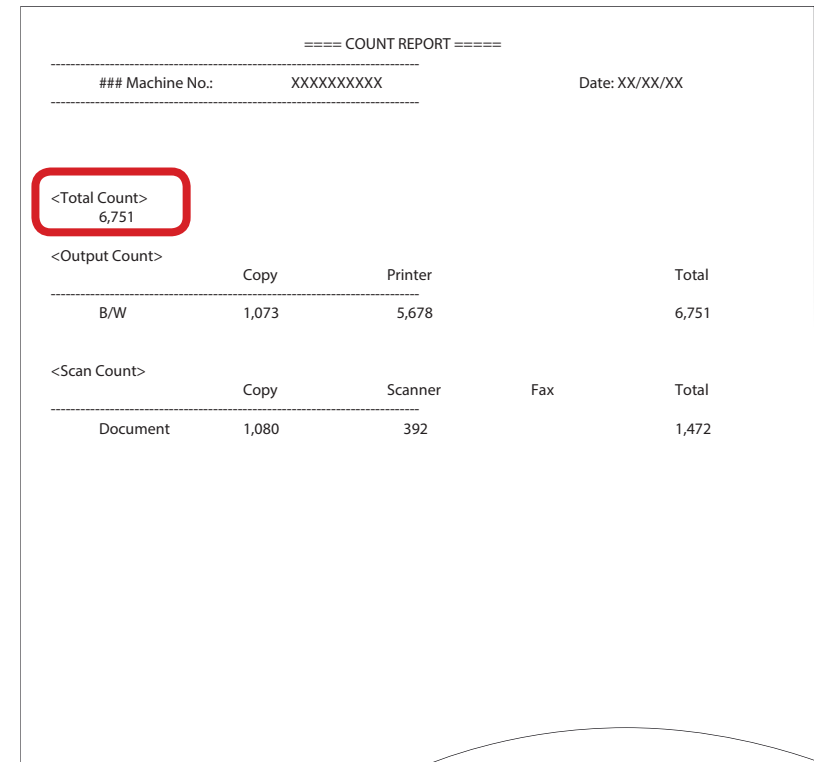 ==== COUNT REPORT =====
--------------------------------------------------------------------------
### Machine No.: XXXXXXXXXX Date: XX/XX/XX
--------------------------------------------------------------------------
<Total Count>
6,751
<Output Count>
Copy Printer Total
--------------------------------------------------------------------------
B/W 1,073 5,678 6,751
<Scan Count>
Copy Scanner Fax Total
--------------------------------------------------------------------------
Document 1,080 392 1,472